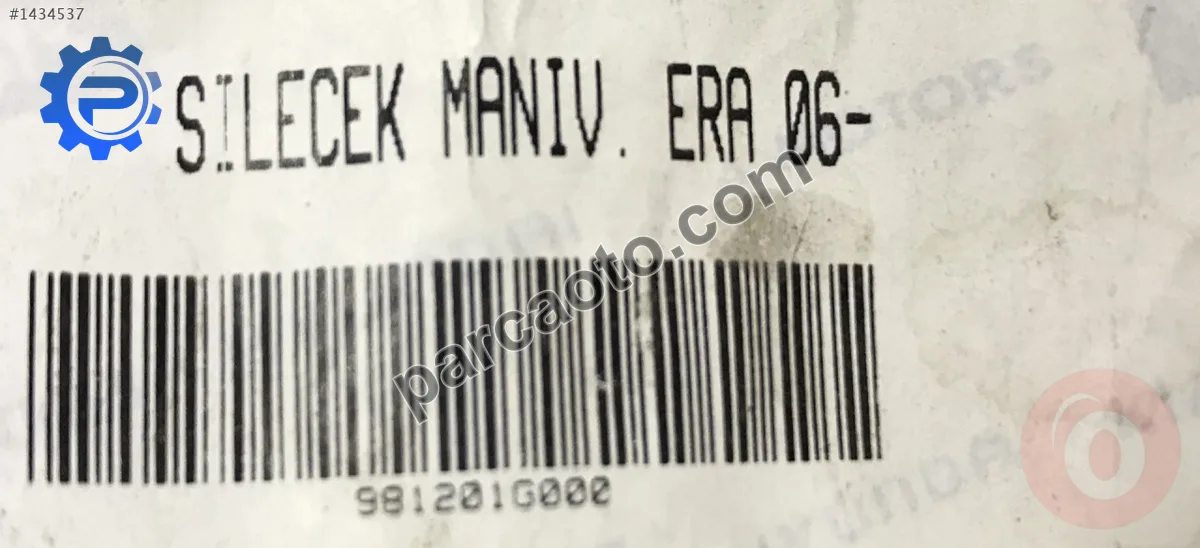 #1434537
SİLECEK MANIV. ERA 06-
parcaoto.com
981201G000